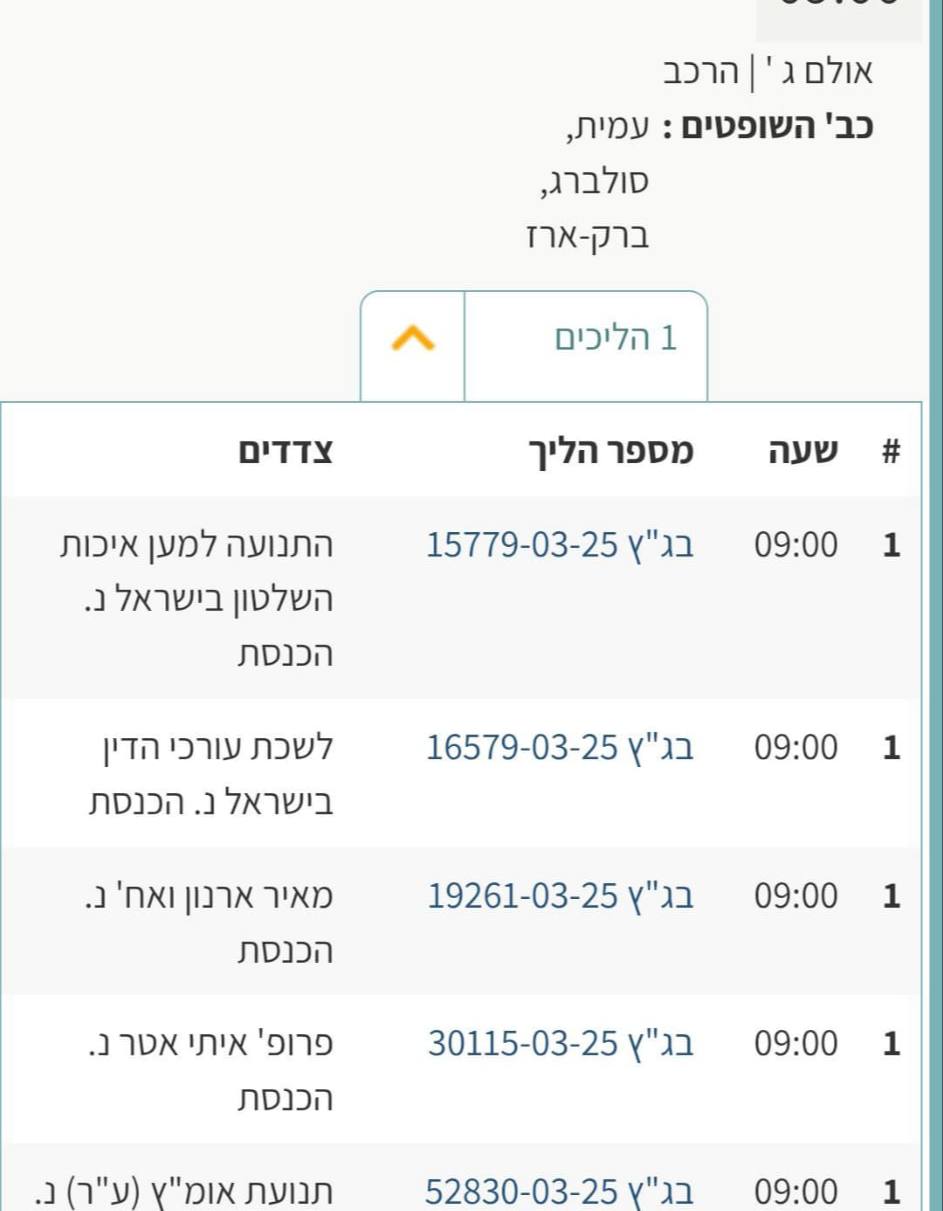 אולם ג ' | הרכב
כב' השופטים : עמית,
סולברג,
ברק-ארז
1 הליכים
# שעה מספר הליך צדדים
1 09:00 בג"ץ 15779-03-25 התנועה למען איכות
השלטון בישראל נ.
הכנסת
1 09:00 בג"ץ 16579-03-25 לשכת עורכי הדין
בישראל נ. הכנסת
1 09:00 בג"ץ 19261-03-25 מאיר ארנון ואח' נ.
הכנסת
1 09:00 בג"ץ 30115-03-25 פרופ' איתי אטר נ.
הכנסת
1 09:00 בג"ץ 52830-03-25 תנועת אומ"ץ (ע"ר) נ.